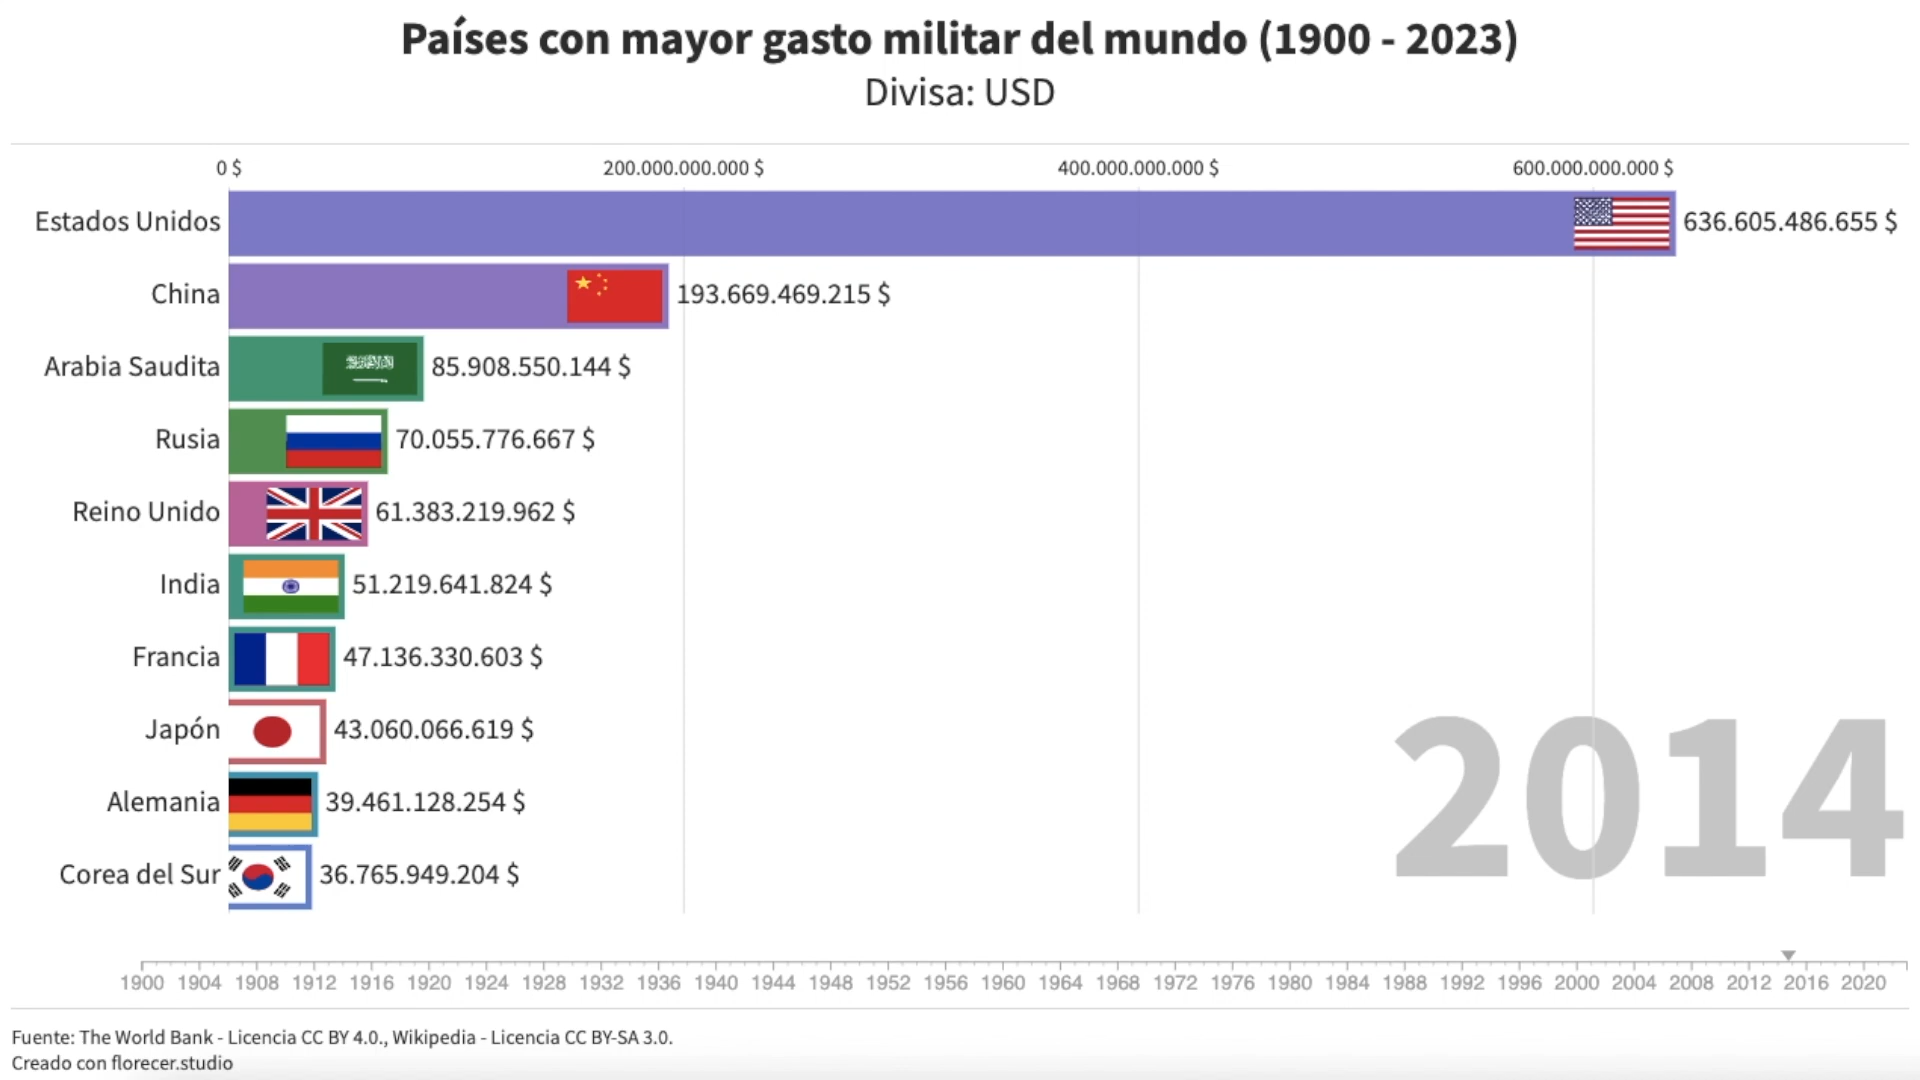 Países con mayor gasto militar del mundo (1900 - 2023)
Divisa: USD
0 $ 200.000.000.000 $ 400.000.000.000 $ 600.000.000.000 $
Estados Unidos 636.605.486.655 $
China 193.669.469.215 $
Arabia Saudita 85.908.550.144 $
Rusia 70.055.776.667 $
Reino Unido 61.383.219.962 $
India 51.219.641.824 $
Francia 47.136.330.603 $
Japón 43.060.066.619 $
Alemania 39.461.128.254 $
Corea del Sur 36.765.949.204 $
2014
1900 1904 1908 1912 1916 1920 1924 1928 1932 1936 1940 1944 1948 1952 1956 1960 1964 1968 1972 1976 1980 1984 1988 1992 1996 2000 2004 2008 2012 2016 2020
Fuente: The World Bank - Licencia CC BY 4.0., Wikipedia - Licencia CC BY-SA 3.0.
Creado con florecer.studio